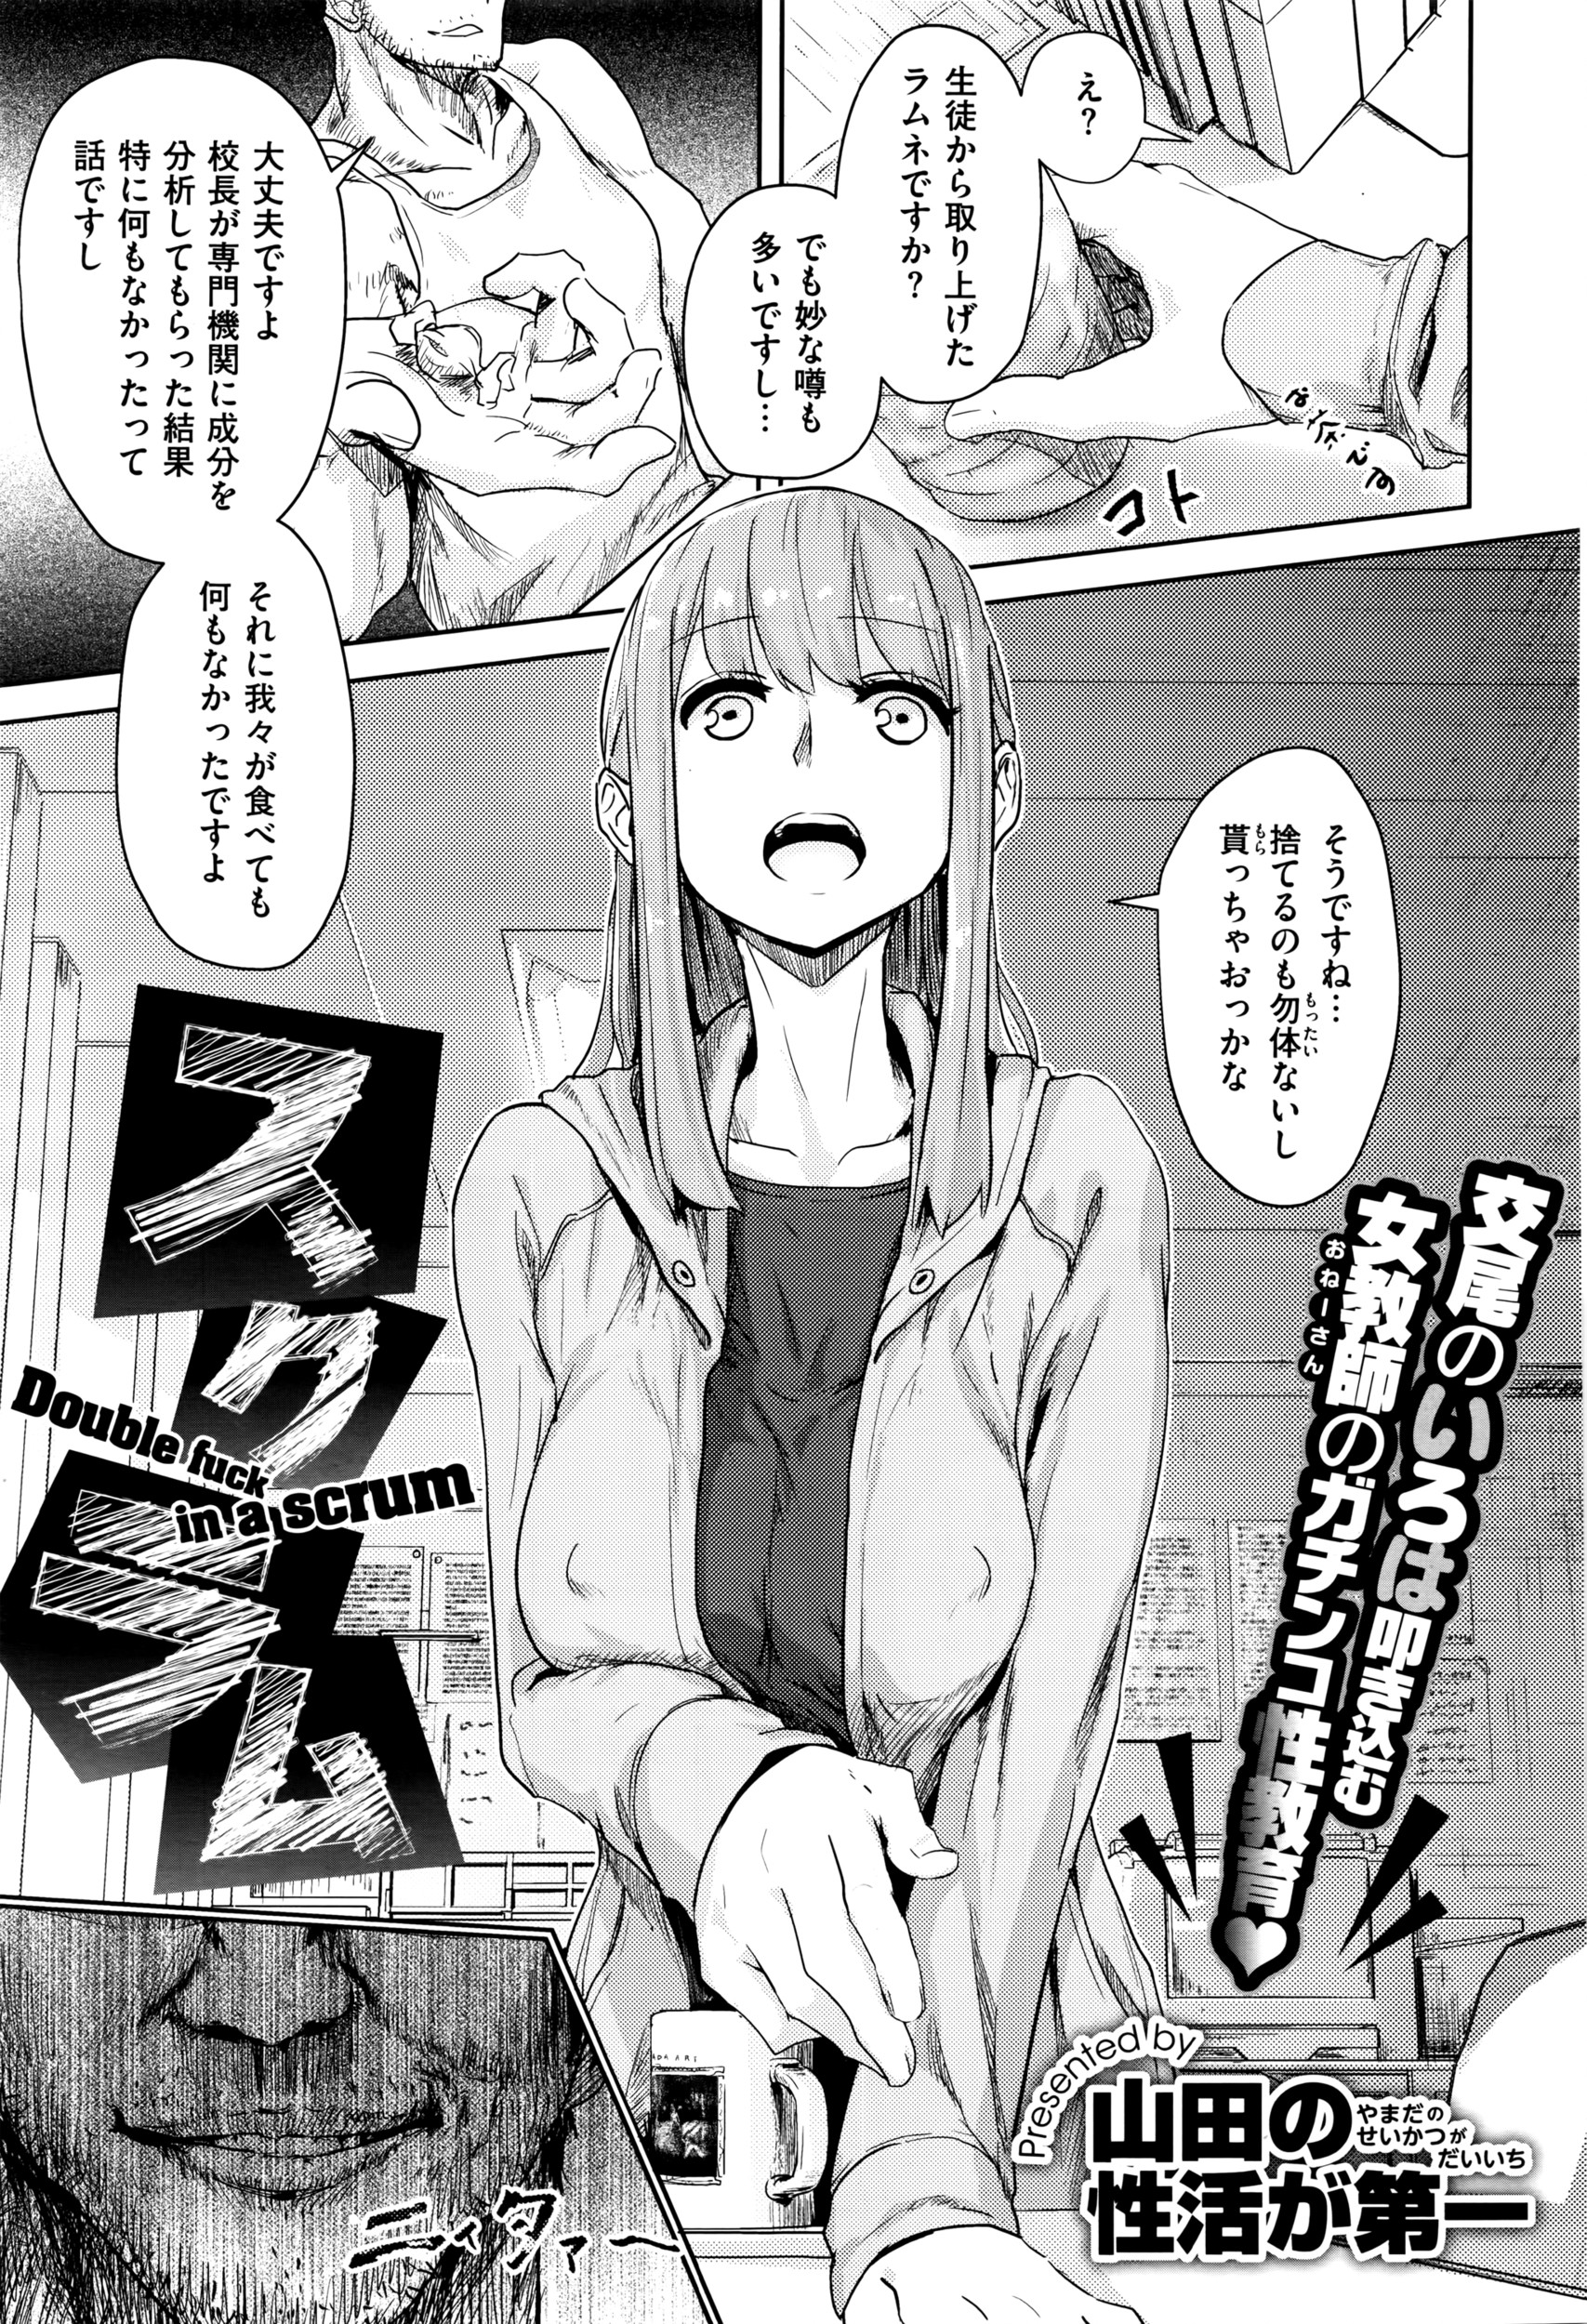 え?
生徒から取り上げた
ラムネですか?
でも妙な噂も
多いですし…
コト
大丈夫ですよ
校長が専門機関に成分を
分析してもらった結果
特に何もなかったって
話ですし
それに我々が食べても
何もなかったですよ
そうですね…
捨てるのも勿体ないし
もったい
貰っちゃおっかな
もら
交尾のいろは叩き込む
女教師のガチンコ性教育♥
おねーさん
スクラム
Double fuck
in a scrum
Presented by
山田の
性活が第一
やまだの
せいかつが
だいいち
ニィタァー